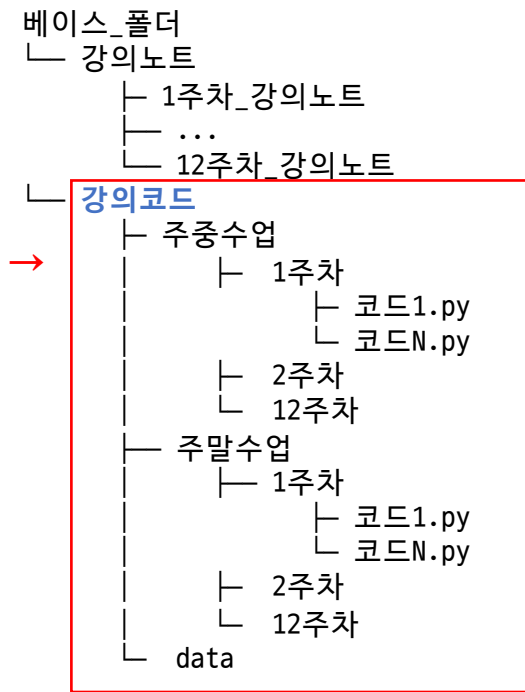 베이스_폴더
└── 강의노트
├─ 1주차_강의노트
├── ...
└── 12주차_강의노트
└── 강의코드
├─ 주중수업
→
│ ├─ 1주차
│ ├─ 코드1.py
│ └─ 코드N.py
│ ├─ 2주차
│ └─ 12주차
├── 주말수업
│ ├── 1주차
│ ├─ 코드1.py
│ └─ 코드N.py
│ ├─ 2주차
│ └─ 12주차
└─ data